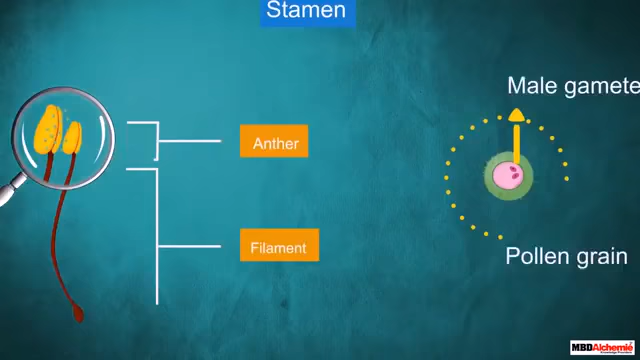 Stamen
Male gamete
Anther
Filament
Pollen grain
MBDAlchemie